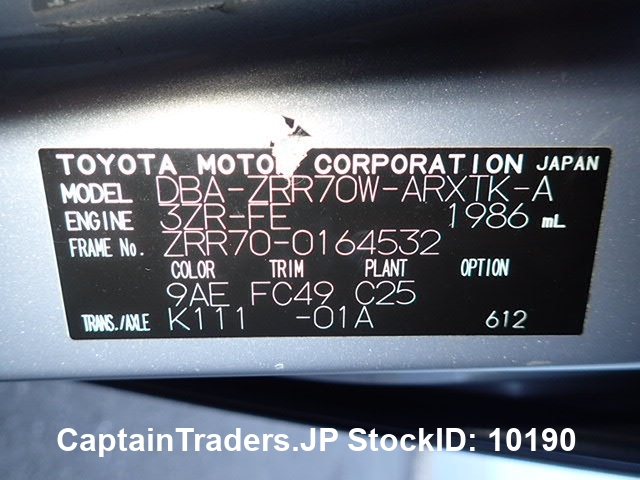 TOYOTA MOTOR CORPORATION JAPAN
MODEL DBA-ZRR70W-ARXTK-A
ENGINE 3ZR-FE 1986 mL
FRAME No. ZRR70-0164532
COLOR TRIM PLANT OPTION
9AE FC49 C25
TRANS./AXLE K111 -01A 612
CaptainTraders.JP StockID: 10190